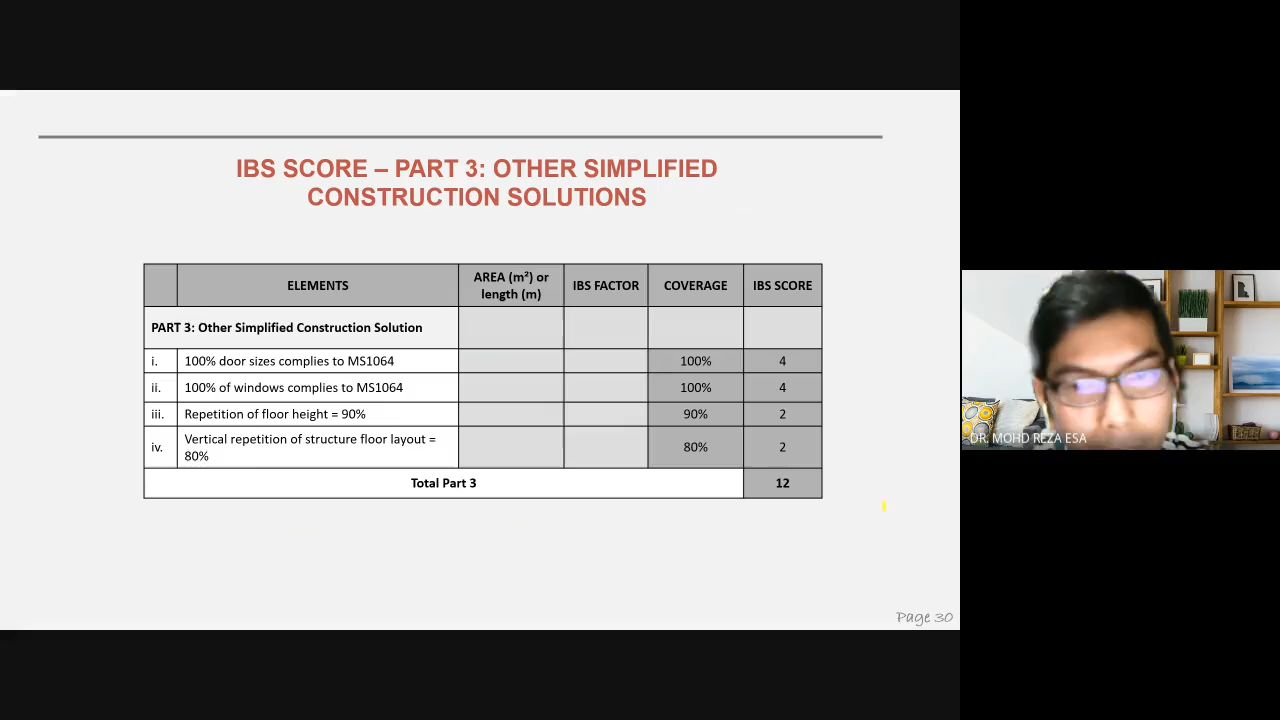 IBS SCORE – PART 3: OTHER SIMPLIFIED
CONSTRUCTION SOLUTIONS
ELEMENTS AREA (m²) or length (m) IBS FACTOR COVERAGE IBS SCORE
PART 3: Other Simplified Construction Solution
i. 100% door sizes complies to MS1064 100% 4
ii. 100% of windows complies to MS1064 100% 4
iii. Repetition of floor height = 90% 90% 2
iv. Vertical repetition of structure floor layout = 80% 80% 2
Total Part 3 12
Page 30
DR. MOHD REZA ESA